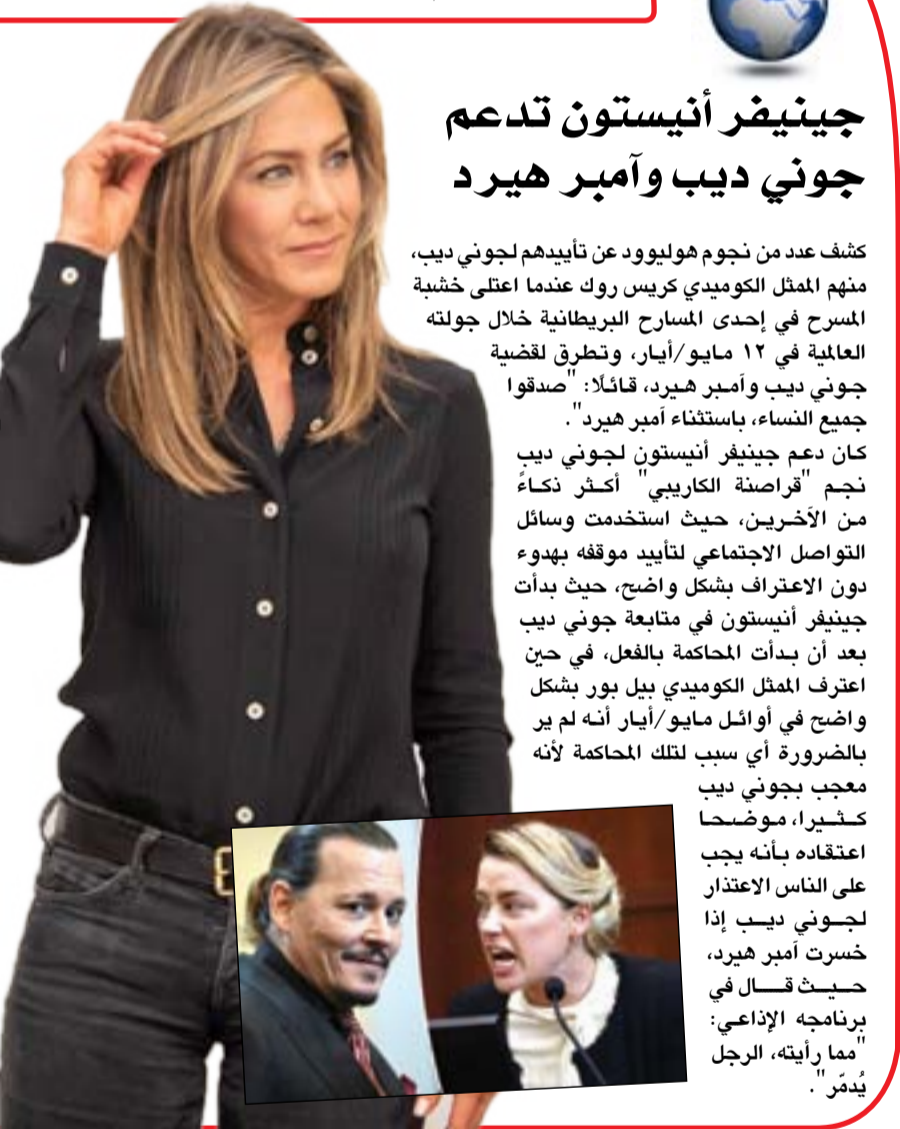 جينيفر أنيستون تدعم
جوني ديب وآمبر هيرد
كشف عدد من نجوم هوليوود عن تأييدهم لجوني ديب،
منهم الممثل الكوميدي كريس روك عندما اعتلى خشبة
المسرح في إحدى المسارح البريطانية خلال جولته
العالمية في ١٢ مايو/أيار، وتطرق لقضية
جوني ديب وآمبر هيرد، قائلًا: "صدقوا
جميع النساء، باستثناء آمبر هيرد".
كان دعم جينيفر أنيستون لجوني ديب
نجم "قراصنة الكاريبي" أكثر ذكاءً
من الآخرين، حيث استخدمت وسائل
التواصل الاجتماعي لتأييد موقفه بهدوء
دون الاعتراف بشكل واضح، حيث بدأت
جينيفر أنيستون في متابعة جوني ديب
بعد أن بدأت المحاكمة بالفعل، في حين
اعترف الممثل الكوميدي بيل بور بشكل
واضح في أوائل مايو/أيار أنه لم ير
بالضرورة أي سبب لتلك المحاكمة لأنه
معجب بجوني ديب
كثيرا، موضحا
اعتقاده بأنه يجب
على الناس الاعتذار
لجوني ديب إذا
خسرت آمبر هيرد،
حيث قال في
برنامجه الإذاعي:
"مما رأيته، الرجل
يُدمّر".